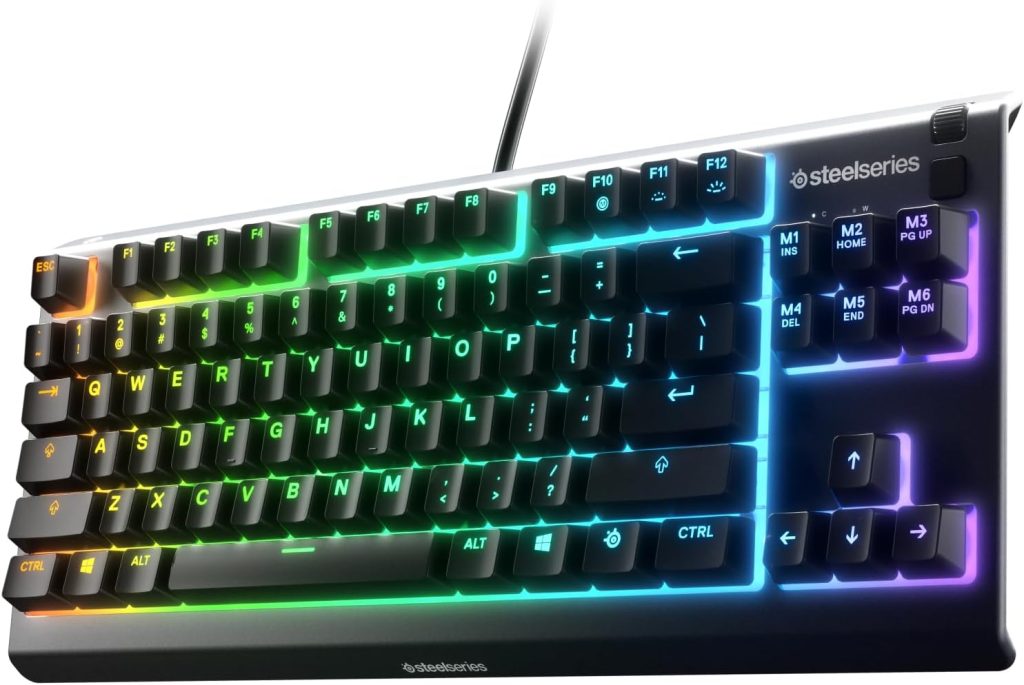 steelseries
ESC F1 F2 F3 F4 F5 F6 F7 F8 F9 F10 F11 F12
C W
M1 INS M2 HOME M3 PG UP
` ~ 1 ! 2 @ 3 # 4 $ 5 % 6 ^ 7 & 8 * 9 ( 0 ) - = +
M4 DEL M5 END M6 PG DN
Q W E R T Y U I O P [ { ] } \ |
A S D F G H J K L ; : ' "
Z X C V B N M , < . > / ?
CTRL ALT ALT CTRL
steelseries